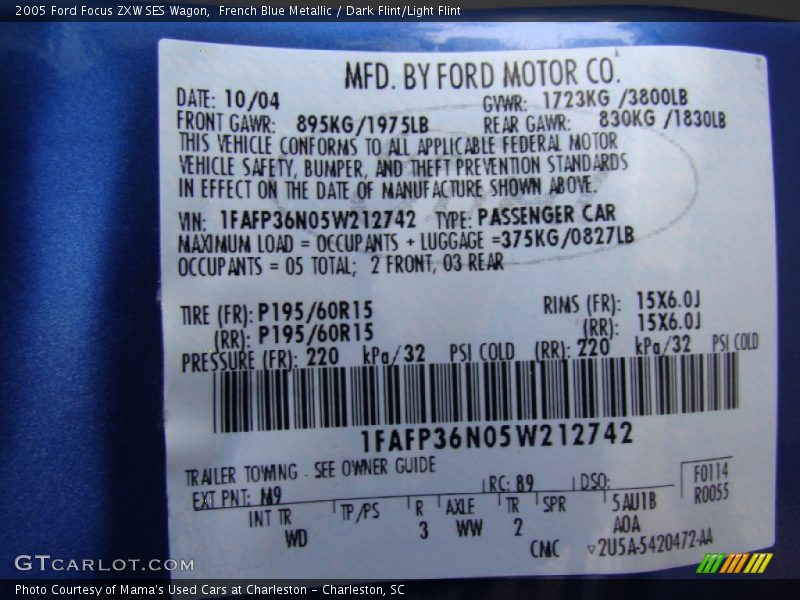 2005 Ford Focus ZXW SES Wagon,  French Blue Metallic / Dark Flint/Light Flint
MFD. BY FORD MOTOR CO.
DATE: 10/04 GVWR: 1723KG /3800LB
FRONT GAWR: 895KG/1975LB REAR GAWR: 830KG /1830LB
THIS VEHICLE CONFORMS TO ALL APPLICABLE FEDERAL MOTOR
VEHICLE SAFETY, BUMPER, AND THEFT PREVENTION STANDARDS
IN EFFECT ON THE DATE OF MANUFACTURE SHOWN ABOVE.
VIN: 1FAFP36N05W212742 TYPE: PASSENGER CAR
MAXIMUM LOAD = OCCUPANTS + LUGGAGE =375KG/0827LB
OCCUPANTS = 05 TOTAL; 2 FRONT, 03 REAR
TIRE (FR): P195/60R15 RIMS (FR): 15X6.0J
(RR): P195/60R15 (RR): 15X6.0J
PRESSURE (FR): 220 kPa/32 PSI COLD (RR): 220 kPa/32 PSI COLD
1FAFP36N05W212742
TRAILER TOWING - SEE OWNER GUIDE
EXT PNT: M9 RC: 89 DSO: F0114
R0055
INT TR TP/PS R AXLE TR SPR 5AU1B
WD 3 WW 2 AOA
CMC 2U5A-5420472-AA
GTCARLOT.COM
Photo Courtesy of Mama's Used Cars at Charleston – Charleston, SC